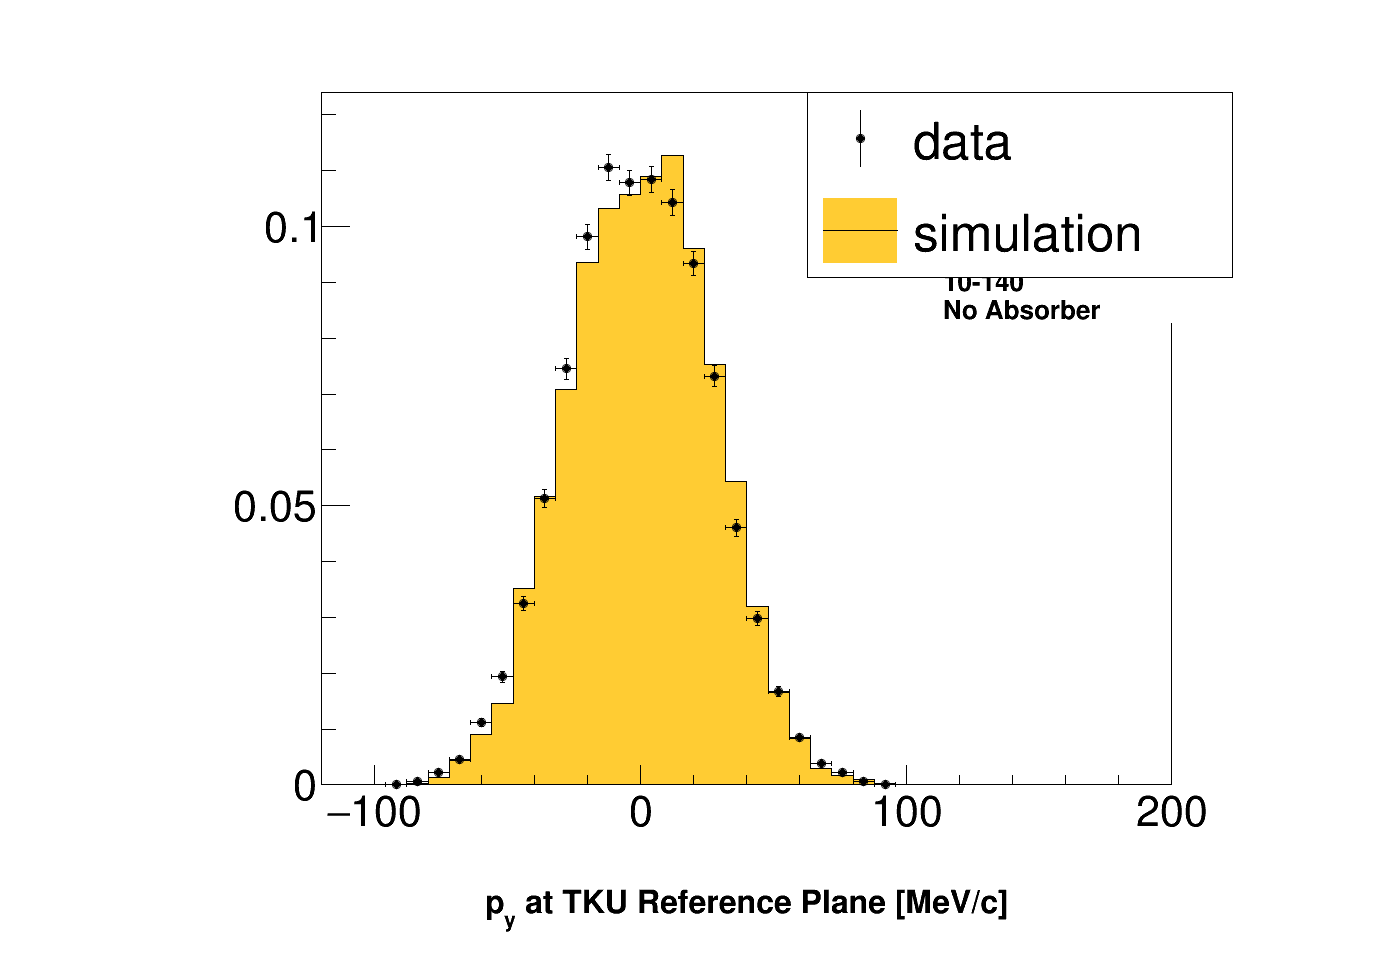 data
simulation
10-140
No Absorber
0.1
0.05
0
−100
0
100
200
py at TKU Reference Plane [MeV/c]